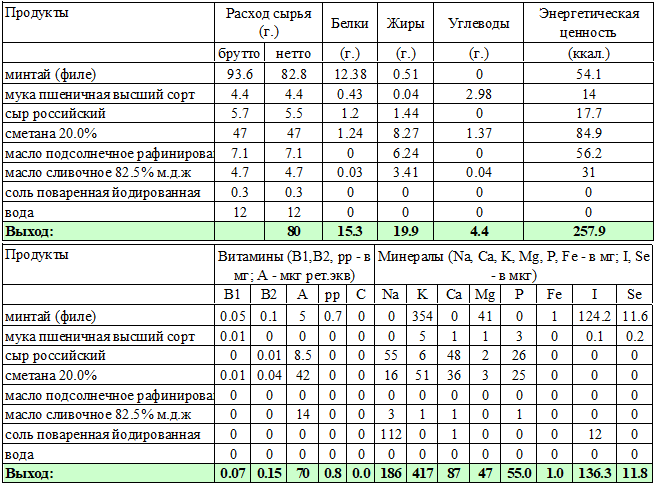 Продукты Расход сырья Белки Жиры Углеводы Энергетическая
(г.) ценность
брутто нетто (г.) (г.) (г.) (ккал.)
минтай (филе) 93.6 82.8 12.38 0.51 0 54.1
мука пшеничная высший сорт 4.4 4.4 0.43 0.04 2.98 14
сыр российский 5.7 5.5 1.2 1.44 0 17.7
сметана 20.0% 47 47 1.24 8.27 1.37 84.9
масло подсолнечное рафинирова 7.1 7.1 0 6.24 0 56.2
масло сливочное 82.5% м.д.ж 4.7 4.7 0.03 3.41 0.04 31
соль поваренная йодированная 0.3 0.3 0 0 0 0
вода 12 12 0 0 0 0
Выход: 80 15.3 19.9 4.4 257.9
Продукты Витамины (B1,B2, pp - в Минералы (Na, Ca, K, Mg, P, Fe - в мг; I, Se
мг; A - мкг рет.экв) - в мкг)
B1 B2 A pp C Na K Ca Mg P Fe I Se
минтай (филе) 0.05 0.1 5 0.7 0 0 354 0 41 0 1 124.2 11.6
мука пшеничная высший сорт 0.01 0 0 0 0 0 5 1 1 3 0 0.1 0.2
сыр российский 0 0.01 8.5 0 0 55 6 48 2 26 0 0 0
сметана 20.0% 0.01 0.04 42 0 0 16 51 36 3 25 0 0 0
масло подсолнечное рафинирова 0 0 0 0 0 0 0 0 0 0 0 0 0
масло сливочное 82.5% м.д.ж 0 0 14 0 0 3 1 1 0 1 0 0 0
соль поваренная йодированная 0 0 0 0 0 112 0 1 0 0 0 12 0
вода 0 0 0 0 0 0 0 0 0 0 0 0 0
Выход: 0.07 0.15 70 0.8 0.0 186 417 87 47 55.0 1.0 136.3 11.8